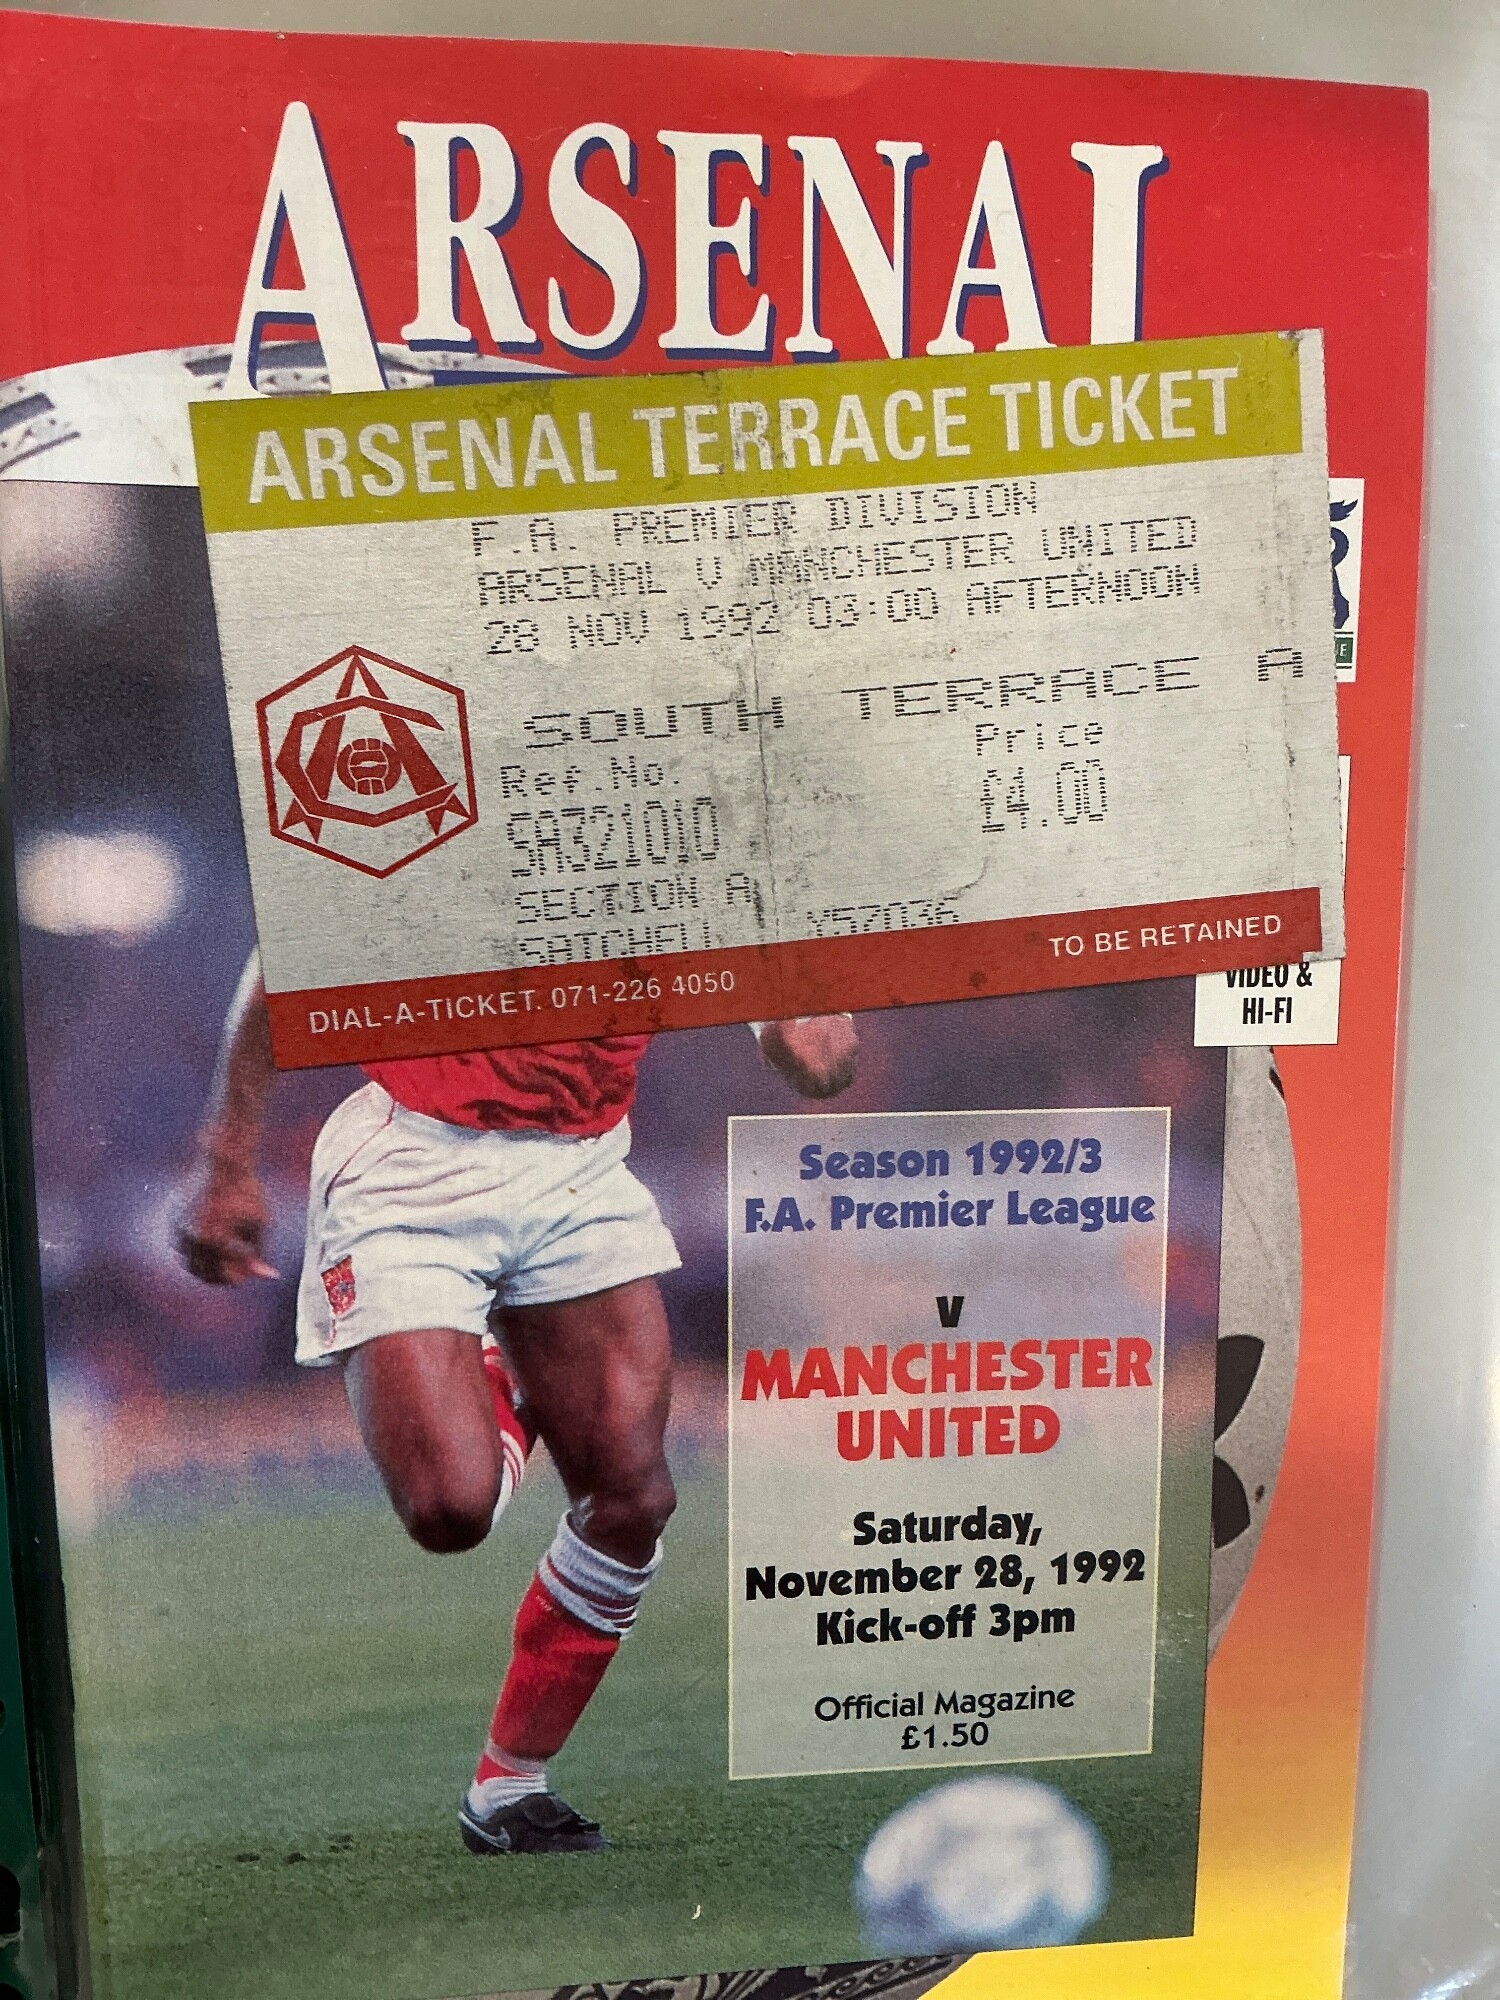 ARSENAL
ARSENAL TERRACE TICKET
F.A. PREMIER DIVISION
ARSENAL V MANCHESTER UNITED
28 NOV 1992 03:00 AFTERNOON
SOUTH TERRACE A
Ref.No.
Price
SA321010
£4.00
SECTION A
SATCHELL Y57036
DIAL-A-TICKET. 071-226 4050
TO BE RETAINED
VIDEO &
HI-FI
Season 1992/3
F.A. Premier League
V
MANCHESTER
UNITED
Saturday,
November 28, 1992
Kick-off 3pm
Official Magazine
£1.50